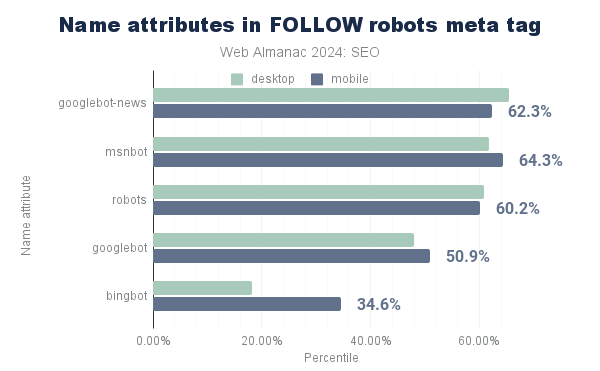 Name attributes in FOLLOW robots meta tag
Web Almanac 2024: SEO
desktop mobile
googlebot-news 62.3%
msnbot 64.3%
robots 60.2%
googlebot 50.9%
bingbot 34.6%
Name attribute
0.00% 20.00% 40.00% 60.00%
Percentile